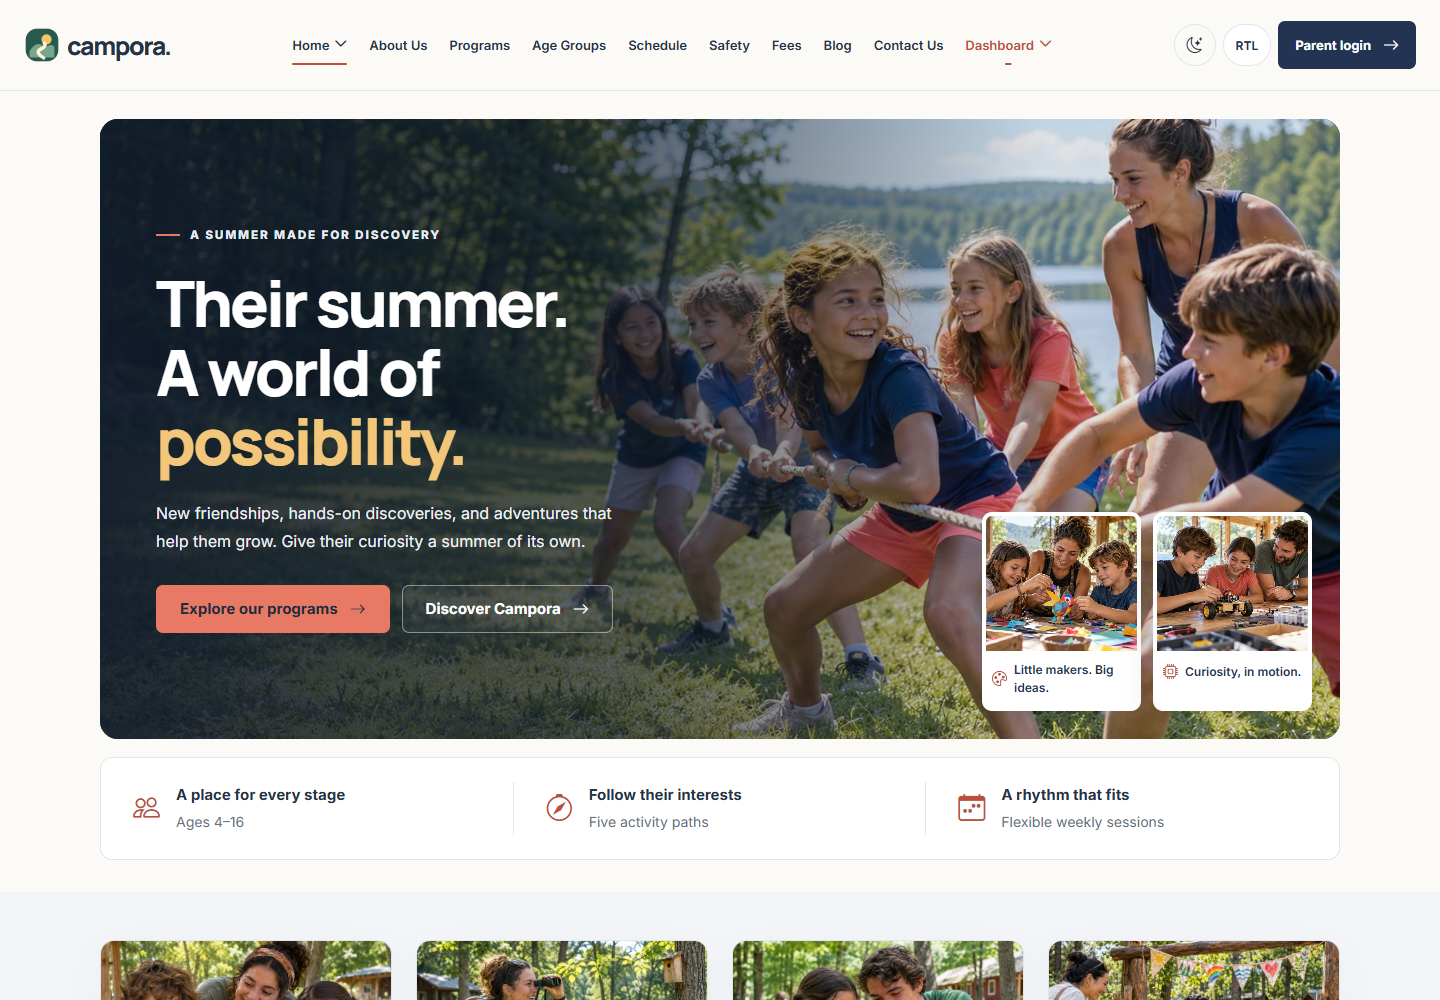 campora.
Home
About Us
Programs
Age Groups
Schedule
Safety
Fees
Blog
Contact Us
Dashboard
RTL
Parent login
A SUMMER MADE FOR DISCOVERY
Their summer.
A world of
possibility.
New friendships, hands-on discoveries, and adventures that
help them grow. Give their curiosity a summer of its own.
Explore our programs
Discover Campora
Little makers. Big
ideas.
Curiosity, in motion.
A place for every stage
Ages 4–16
Follow their interests
Five activity paths
A rhythm that fits
Flexible weekly sessions